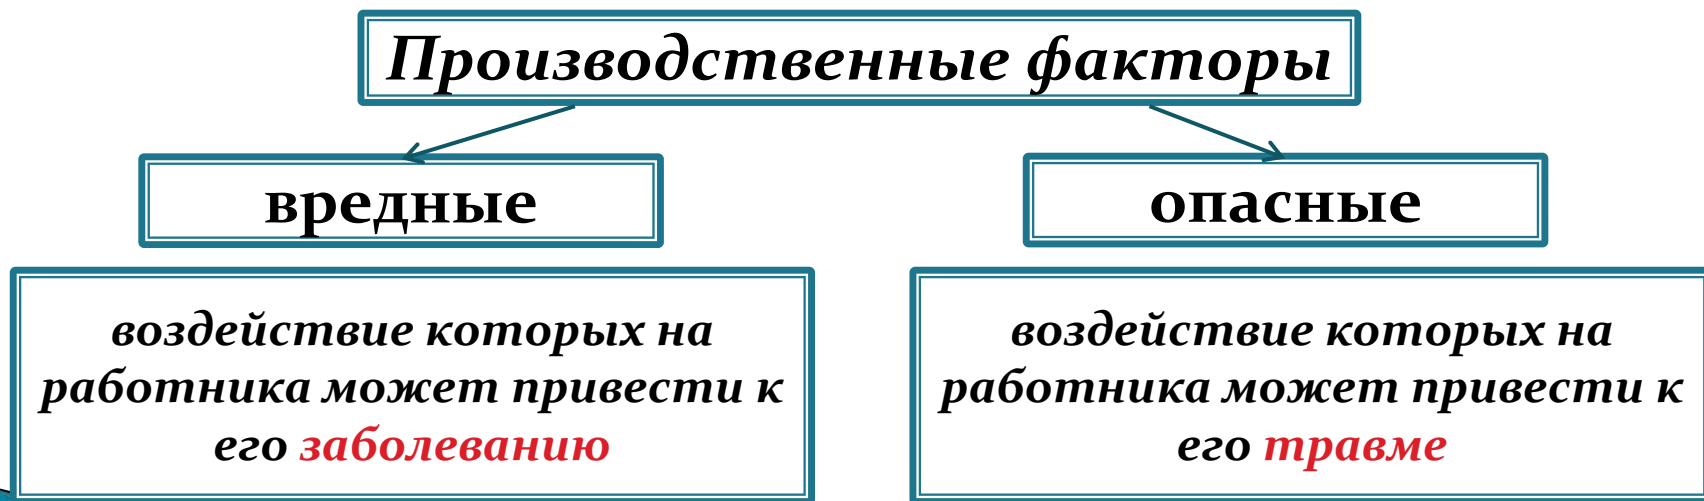 Производственные факторы
вредные
опасные
воздействие которых на
работника может привести к
его заболеванию
воздействие которых на
работника может привести к
его травме